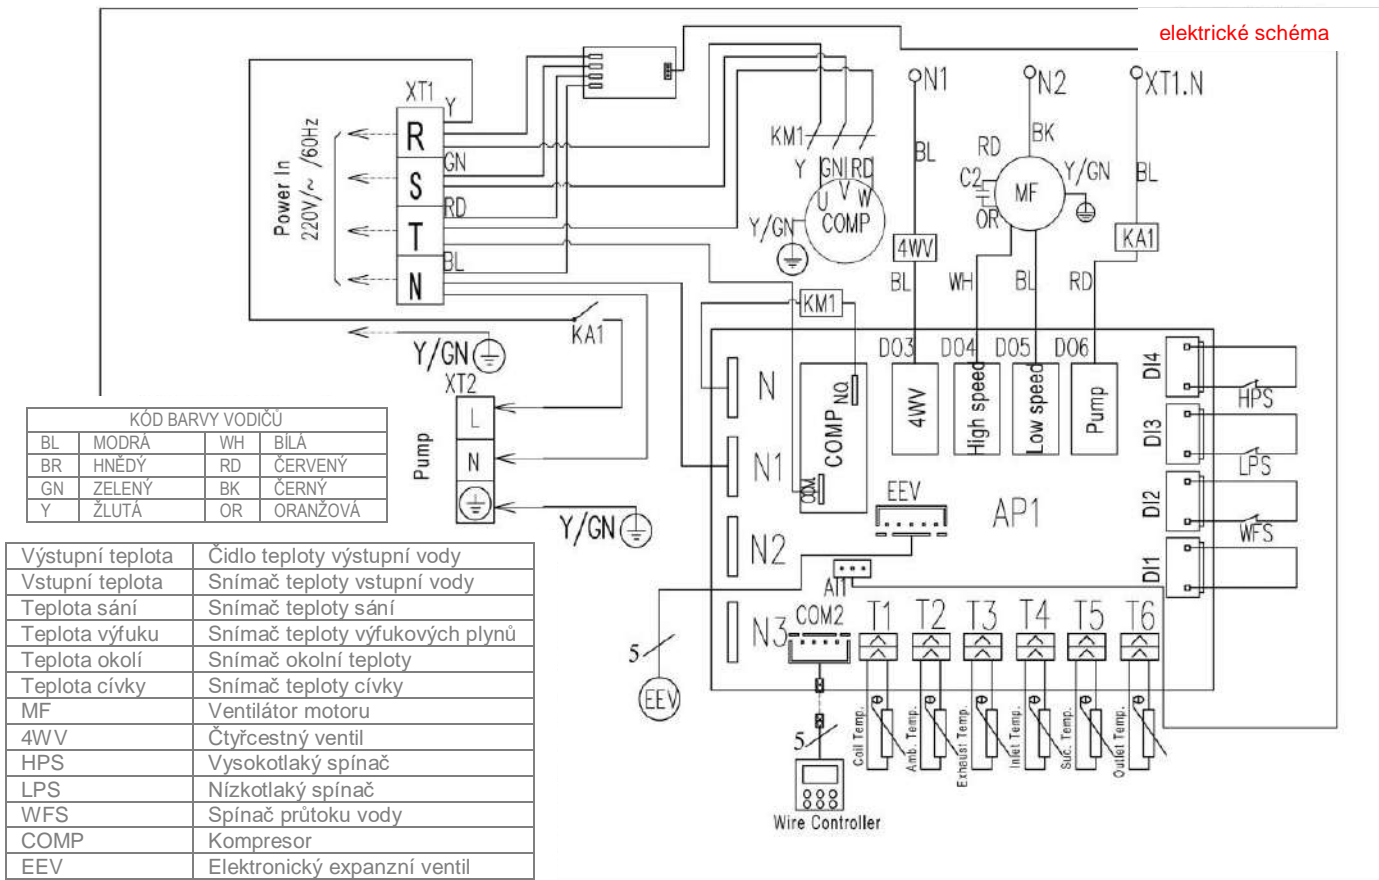 elektrické schéma
XT1
Y
R
GN
S
RD
T
BL
N
Power In
220V/~ /60Hz
KM1
Y GN RD
U V W
COMP
Y/GN
N1
BL
4WV
BL
N2
BK
RD
C2
MF
Y/GN
OR
WH
BL
XT1.N
BL
KA1
RD
KM1
KA1
Y/GN
XT2
L
N
Pump
Y/GN
KÓD BARVY VODIČŮ
BL MODRÁ WH BÍLÁ
BR HNĚDÝ RD ČERVENÝ
GN ZELENÝ BK ČERNÝ
Y ŽLUTÁ OR ORANŽOVÁ
N
N1
N2
N3
COMP
N.O.
COM.
DO3 DO4 DO5 DO6
4WV
High speed
Low speed
Pump
EEV
AP1
AI1
COM2
DI4
HPS
DI3
LPS
DI2
WFS
DI1
T1 T2 T3 T4 T5 T6
Coil Temp.
Amb. Temp.
Exhaust Temp.
Inlet Temp.
Suc. Temp.
Outlet Temp.
5
EEV
5
Wire Controller
Výstupní teplota Čidlo teploty výstupní vody
Vstupní teplota Snímač teploty vstupní vody
Teplota sání Snímač teploty sání
Teplota výfuku Snímač teploty výfukových plynů
Teplota okolí Snímač okolní teploty
Teplota cívky Snímač teploty cívky
MF Ventilátor motoru
4WV Čtyřcestný ventil
HPS Vysokotlaký spínač
LPS Nízkotlaký spínač
WFS Spínač průtoku vody
COMP Kompresor
EEV Elektronický expanzní ventil